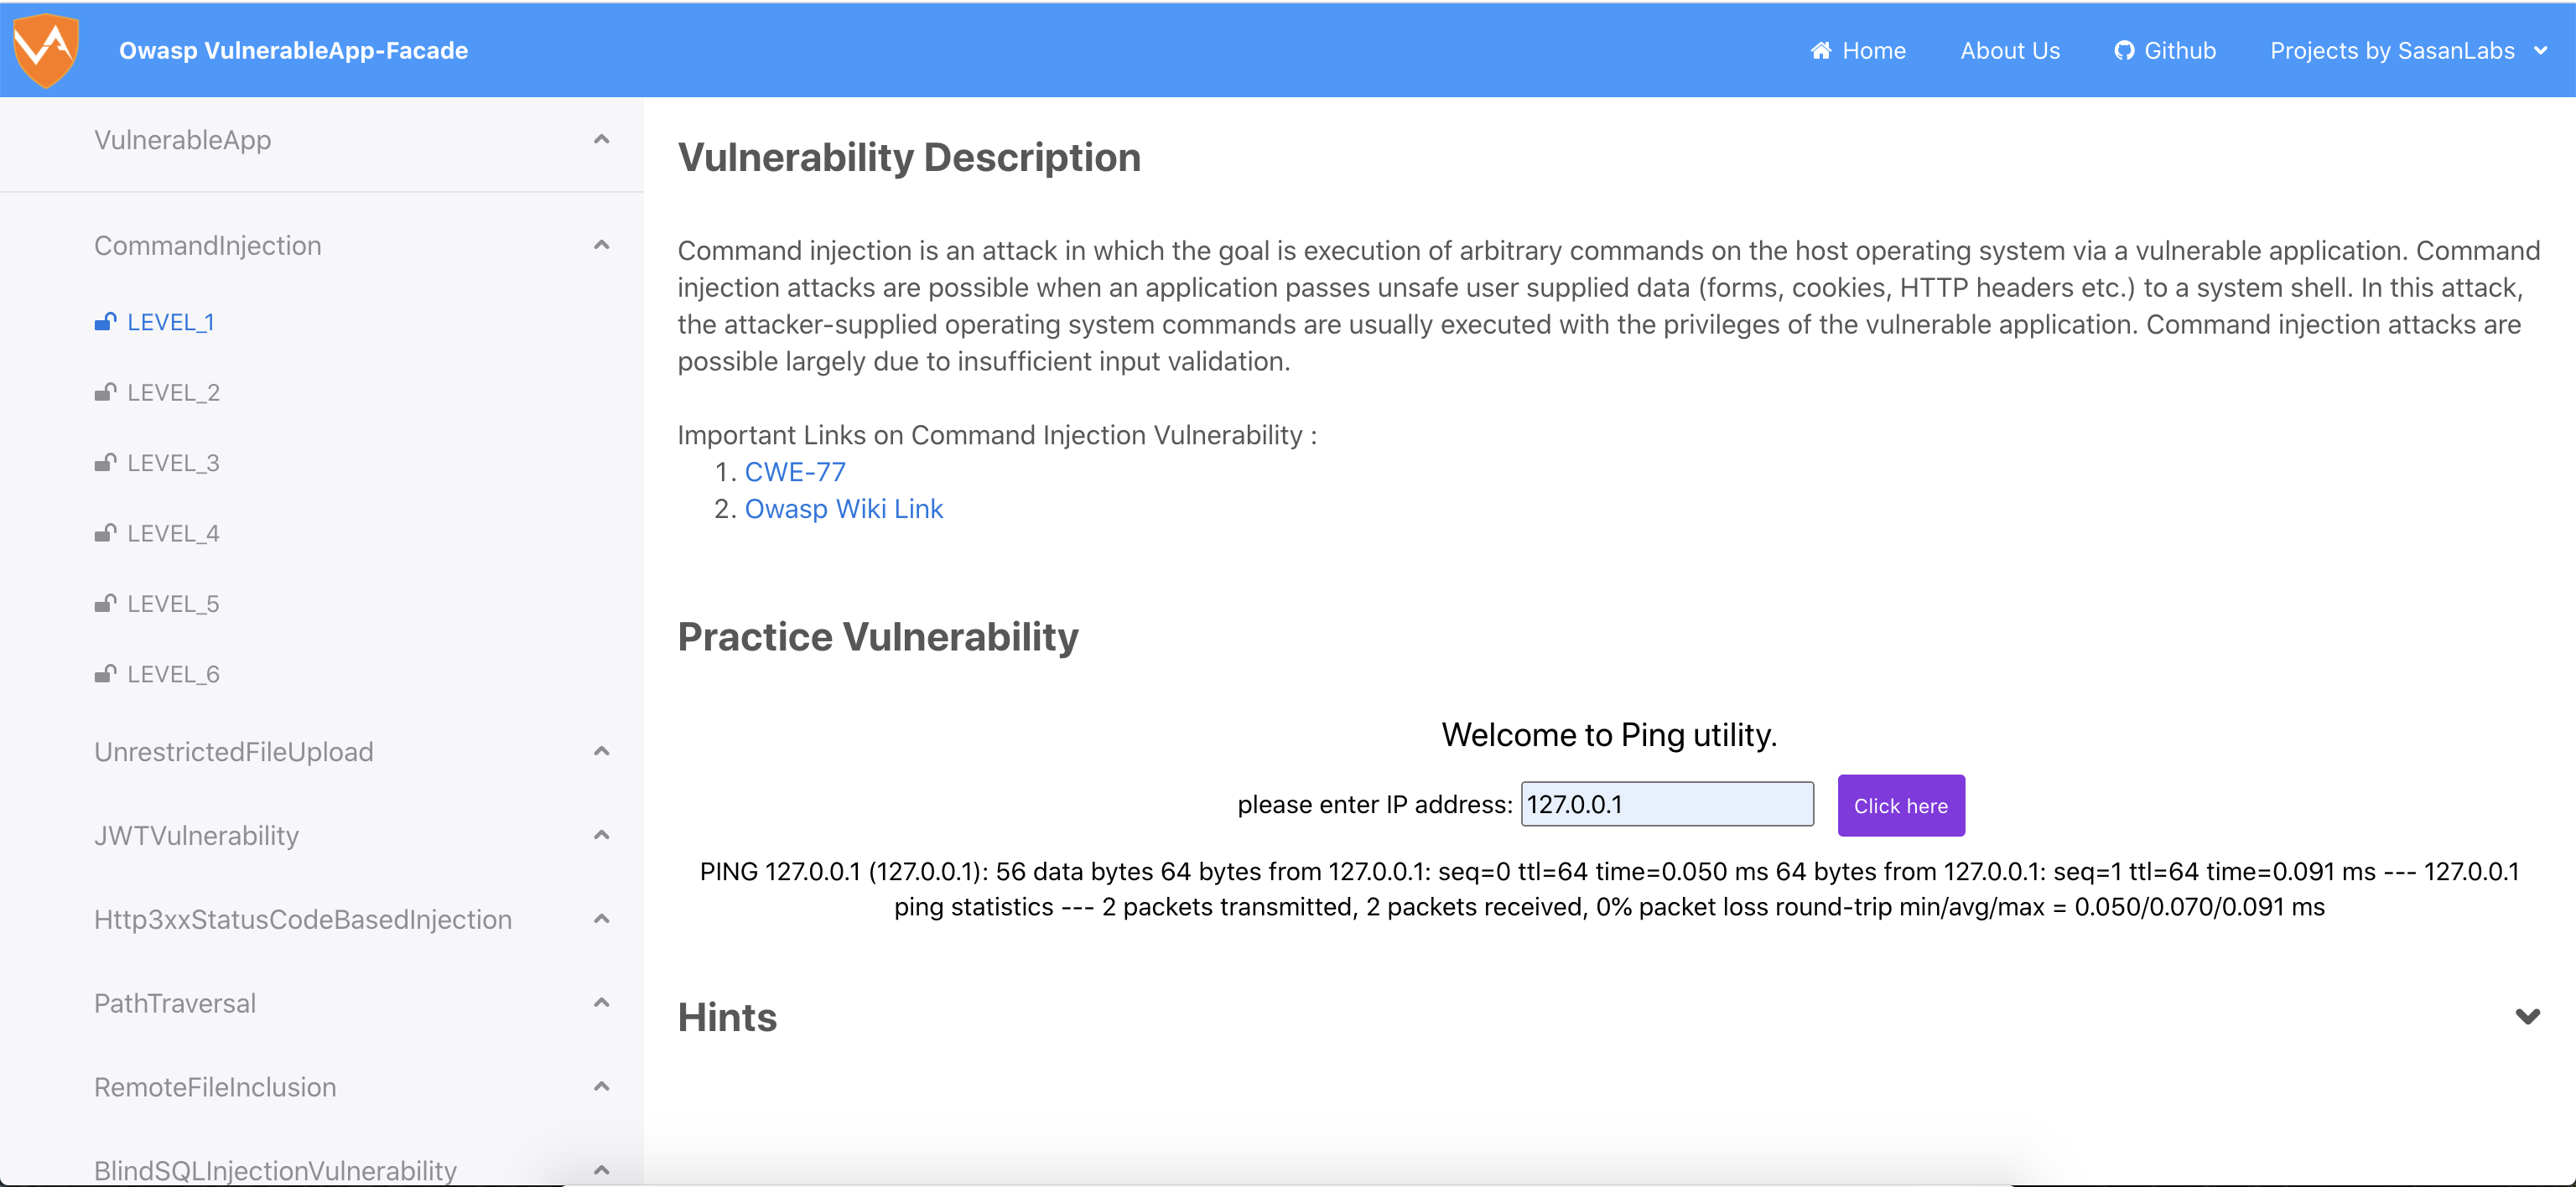 Owasp VulnerableApp-Facade
Home
About Us
Github
Projects by SasanLabs
VulnerableApp
CommandInjection
LEVEL_1
LEVEL_2
LEVEL_3
LEVEL_4
LEVEL_5
LEVEL_6
UnrestrictedFileUpload
JWTVulnerability
Http3xxStatusCodeBasedInjection
PathTraversal
RemoteFileInclusion
BlindSQLInjectionVulnerability
Vulnerability Description
Command injection is an attack in which the goal is execution of arbitrary commands on the host operating system via a vulnerable application. Command
injection attacks are possible when an application passes unsafe user supplied data (forms, cookies, HTTP headers etc.) to a system shell. In this attack,
the attacker-supplied operating system commands are usually executed with the privileges of the vulnerable application. Command injection attacks are
possible largely due to insufficient input validation.
Important Links on Command Injection Vulnerability :
1. CWE-77
2. Owasp Wiki Link
Practice Vulnerability
Welcome to Ping utility.
please enter IP address: 127.0.0.1 Click here
PING 127.0.0.1 (127.0.0.1): 56 data bytes 64 bytes from 127.0.0.1: seq=0 ttl=64 time=0.050 ms 64 bytes from 127.0.0.1: seq=1 ttl=64 time=0.091 ms --- 127.0.0.1
ping statistics --- 2 packets transmitted, 2 packets received, 0% packet loss round-trip min/avg/max = 0.050/0.070/0.091 ms
Hints